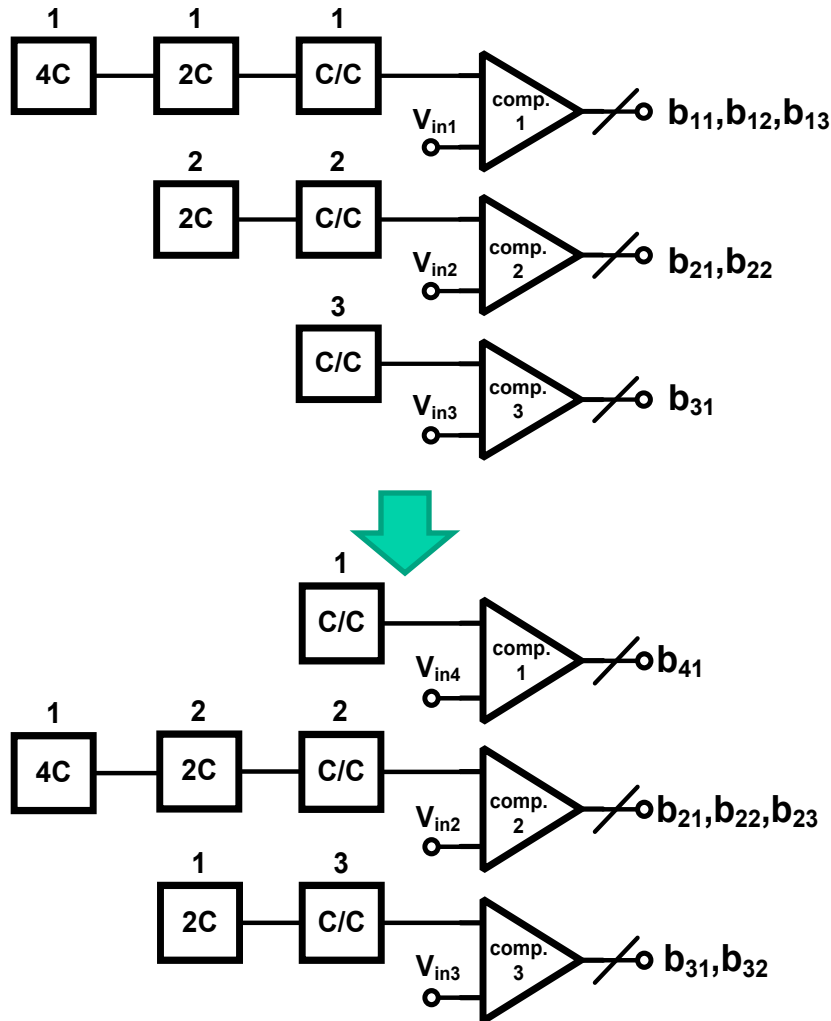 1 1 1
4C 2C C/C comp. 1 b11,b12,b13
Vin1
2 2
2C C/C comp. 2 b21,b22
Vin2
3
C/C comp. 3 b31
Vin3
1
C/C comp. 1 b41
Vin4
1 2 2
4C 2C C/C comp. 2 b21,b22,b23
Vin2
1 3
2C C/C comp. 3 b31,b32
Vin3